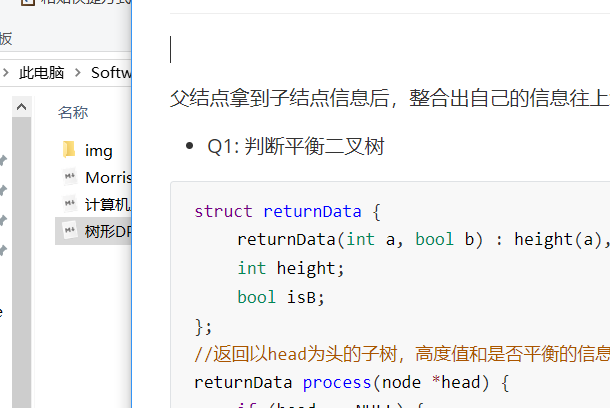 板
此电脑
Softw
名称
img
Morris
计算机
树形DP
父结点拿到子结点信息后，整合出自己的信息往上
Q1: 判断平衡二叉树
struct returnData {
returnData(int a, bool b) : height(a),
int height;
bool isB;
};
//返回以head为头的子树，高度值和是否平衡的信息
returnData process(node *head) {